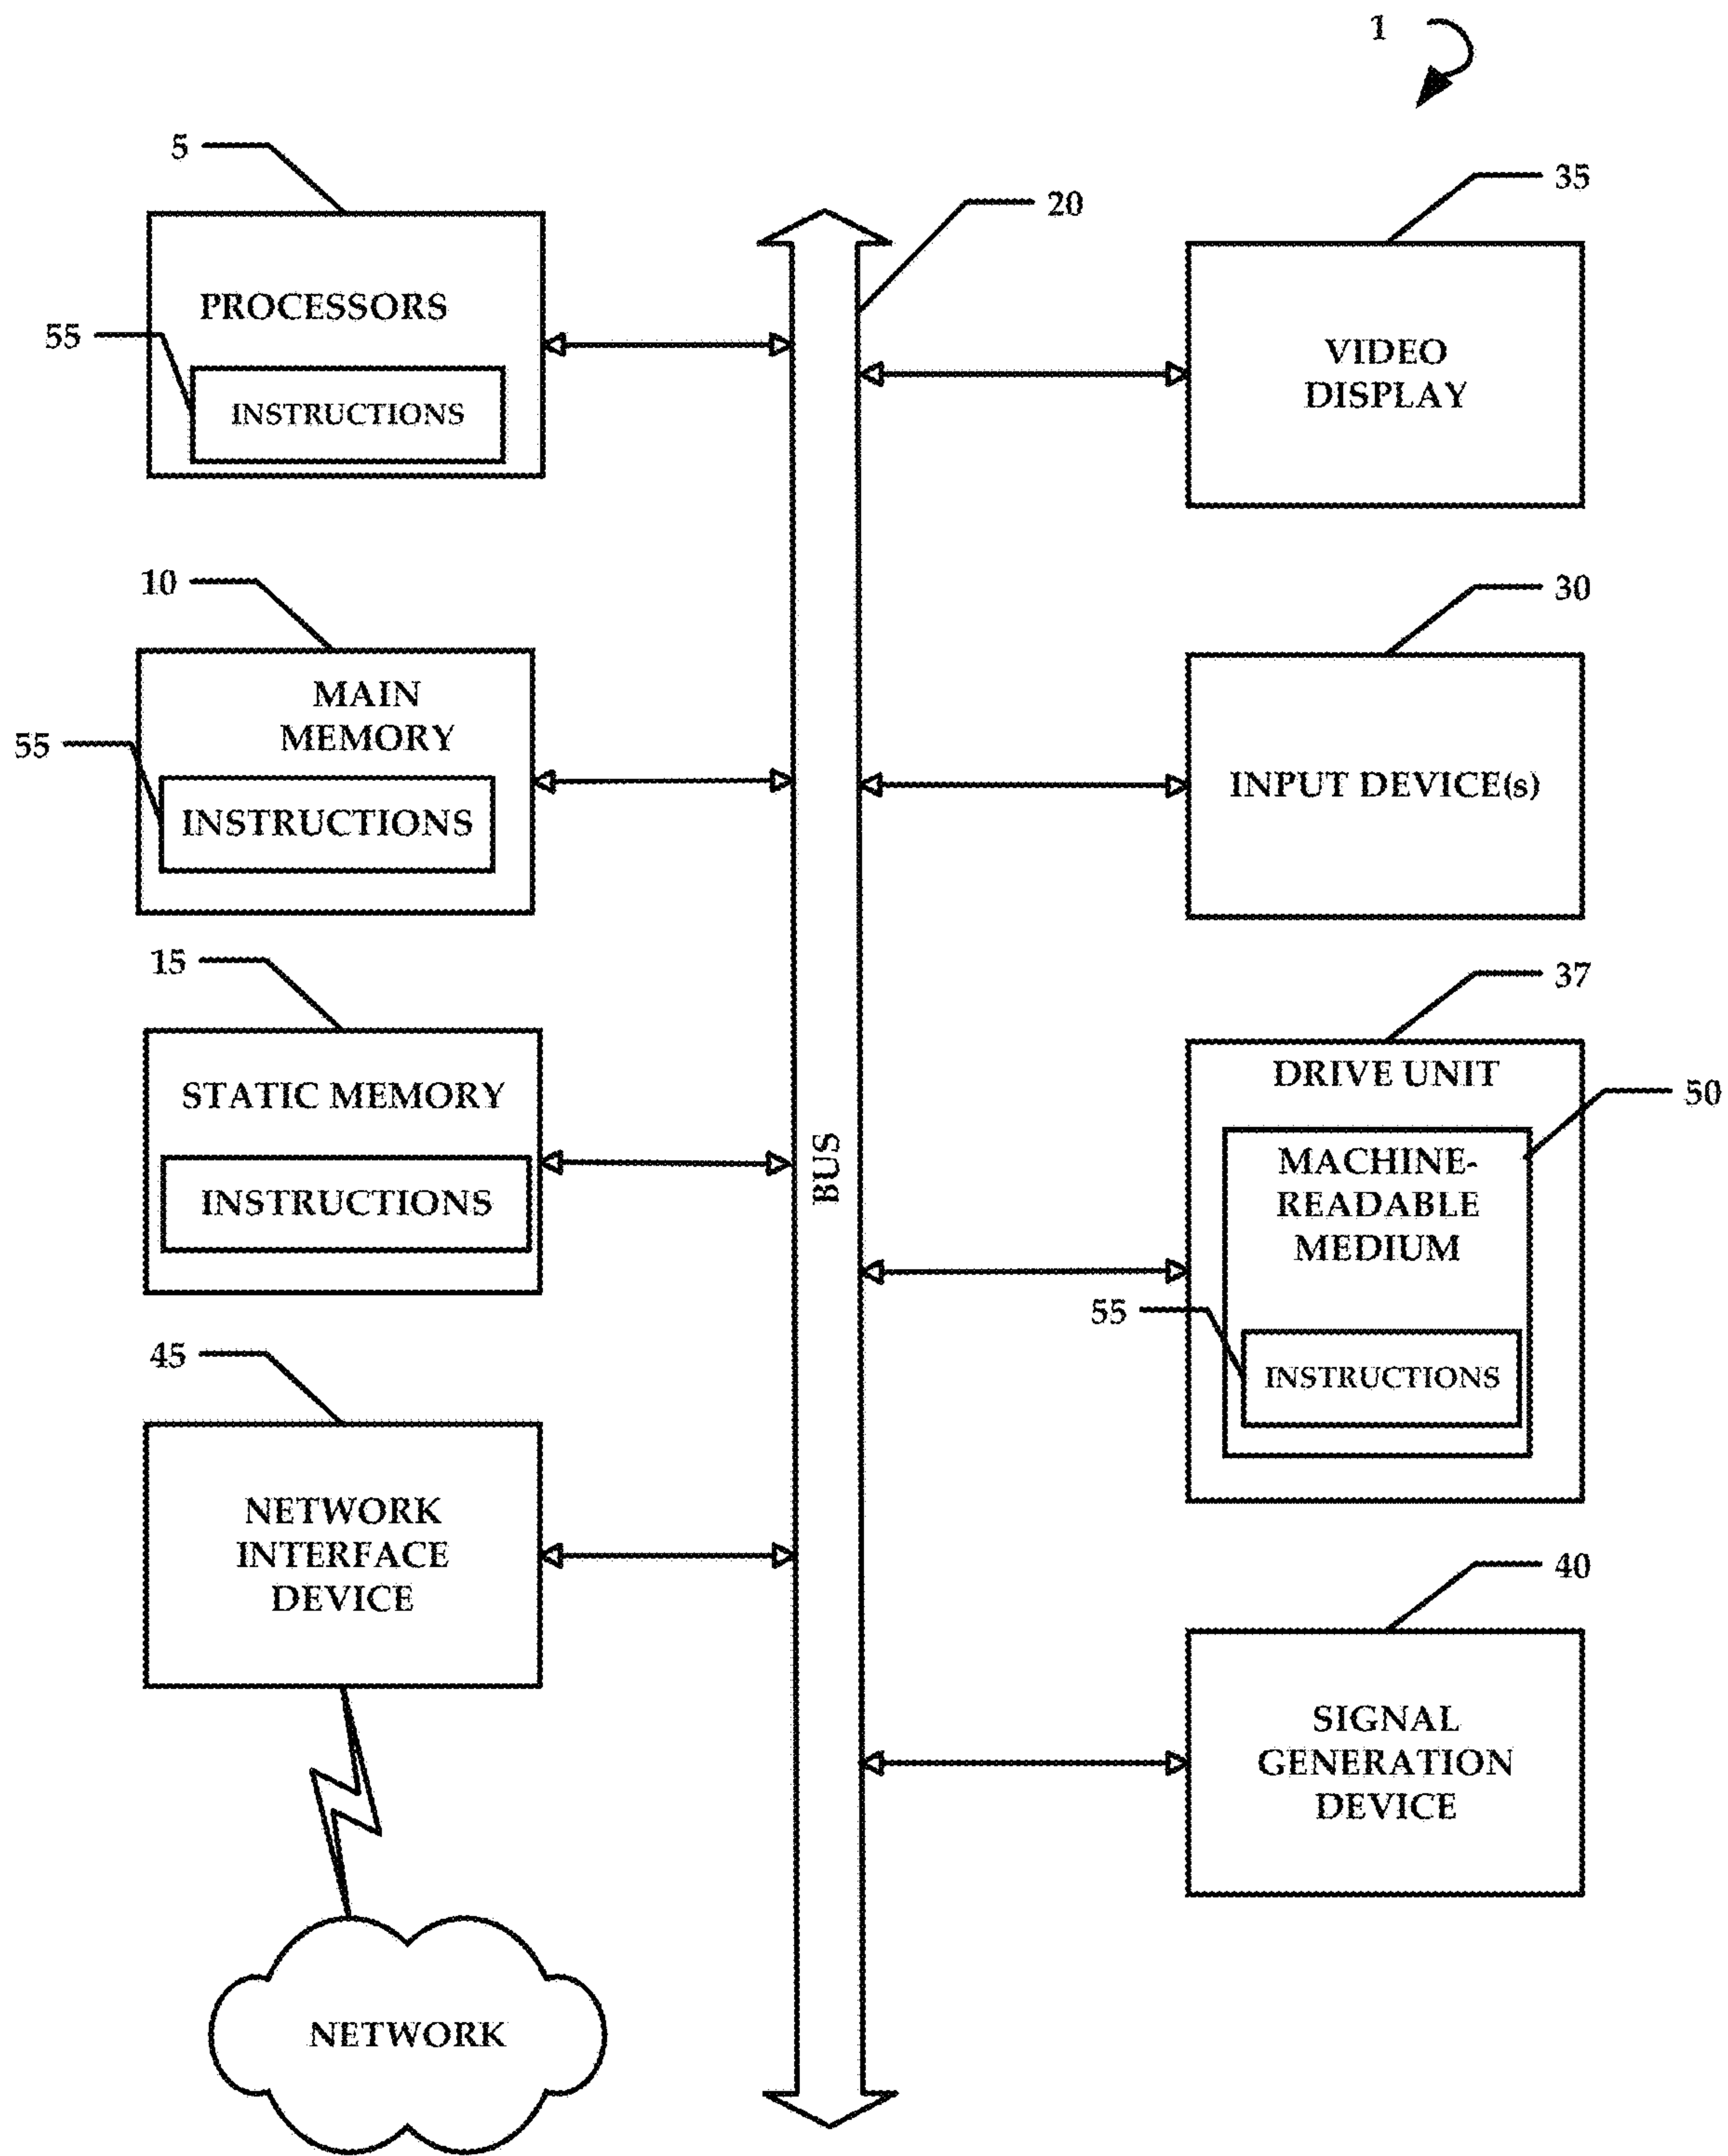 1
5
PROCESSORS
55
INSTRUCTIONS
10
MAIN
MEMORY
55
INSTRUCTIONS
15
STATIC MEMORY
INSTRUCTIONS
45
NETWORK
INTERFACE
DEVICE
NETWORK
20
BUS
35
VIDEO
DISPLAY
30
INPUT DEVICE(s)
37
DRIVE UNIT
50
MACHINE-
READABLE
MEDIUM
55
INSTRUCTIONS
40
SIGNAL
GENERATION
DEVICE